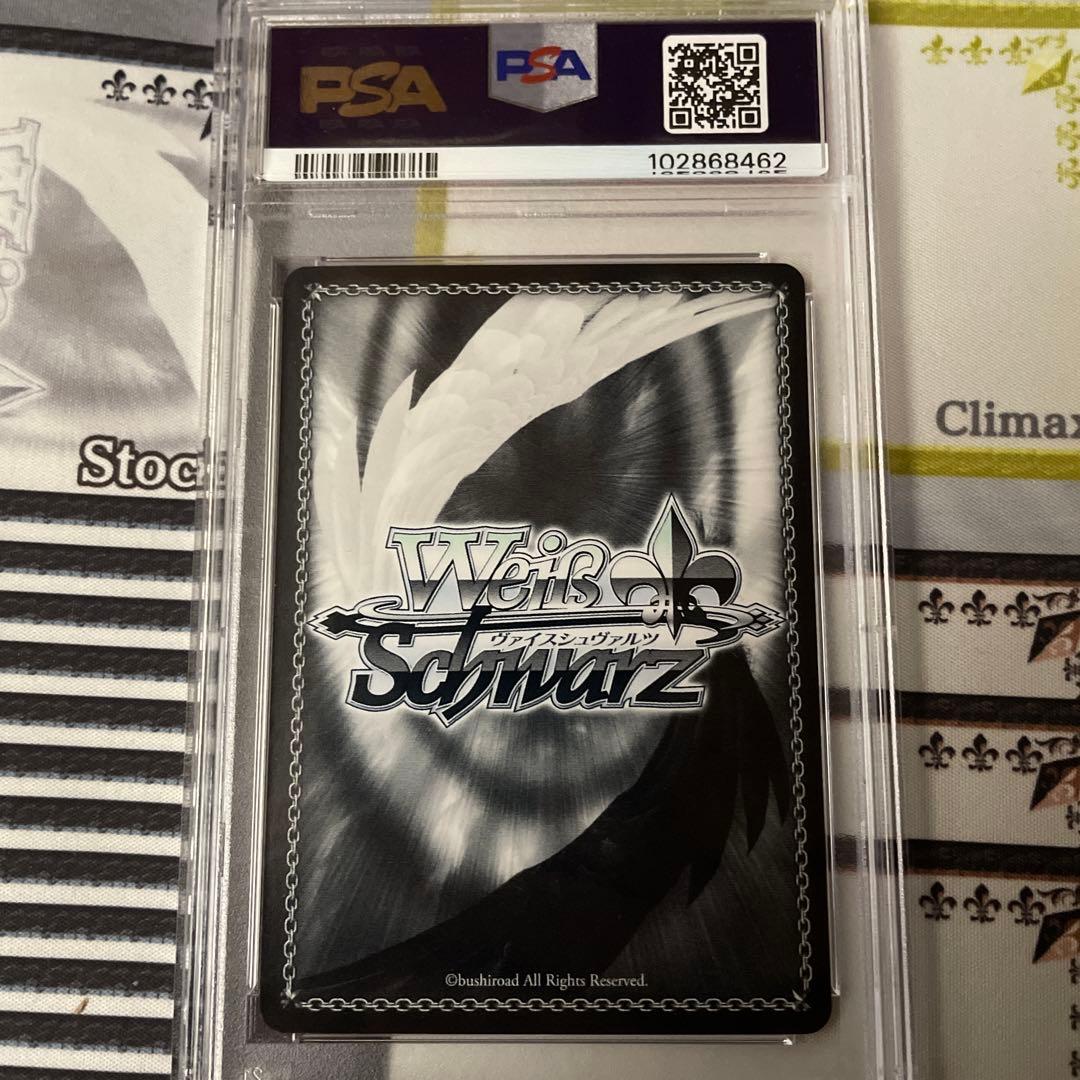 PSA
PSA
102868462
Stoc
Climax
Weiß
ヴァイスシュヴァルツ
Schwarz
©bushiroad All Rights Reserved.